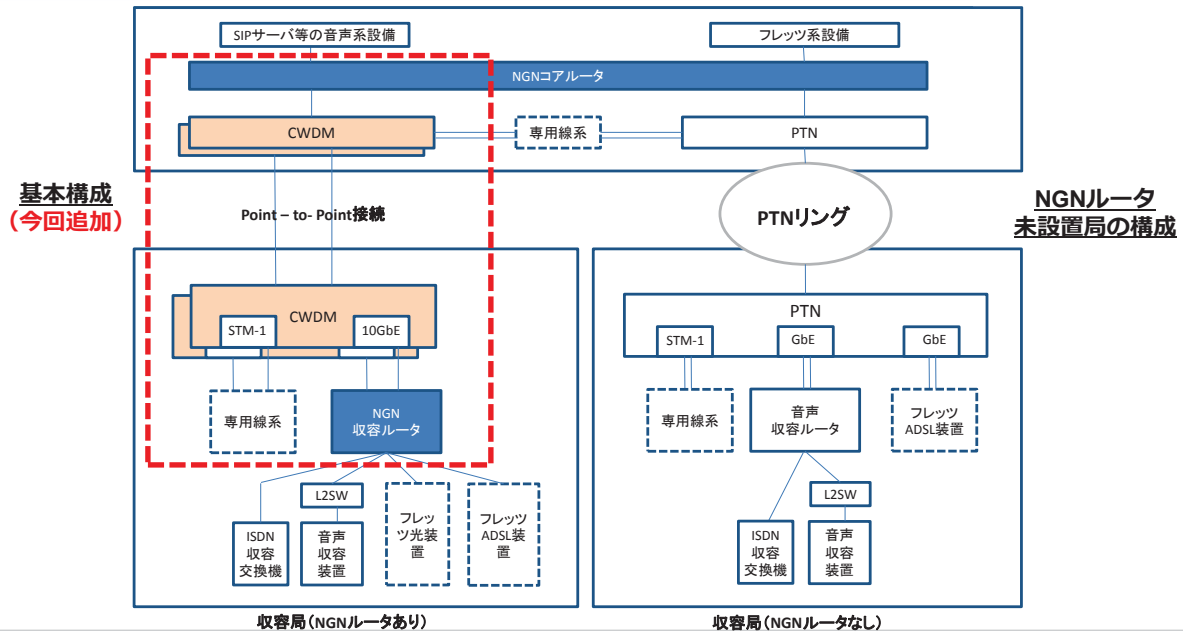 SIPサーバ等の音声系設備
フレッツ系設備
NGNコアルータ
CWDM
専用線系
PTN
基本構成
（今回追加）
Point – to- Point接続
PTNリング
NGNルータ
未設置局の構成
CWDM
STM-1
10GbE
専用線系
NGN
収容ルータ
L2SW
ISDN
収容
交換機
音声
収容
装置
フレッ
ツ光装
置
フレッツ
ADSL装
置
収容局（NGNルータあり）
PTN
STM-1
GbE
GbE
専用線系
音声
収容ルータ
フレッツ
ADSL装置
L2SW
ISDN
収容
交換機
音声
収容
装置
収容局（NGNルータなし）